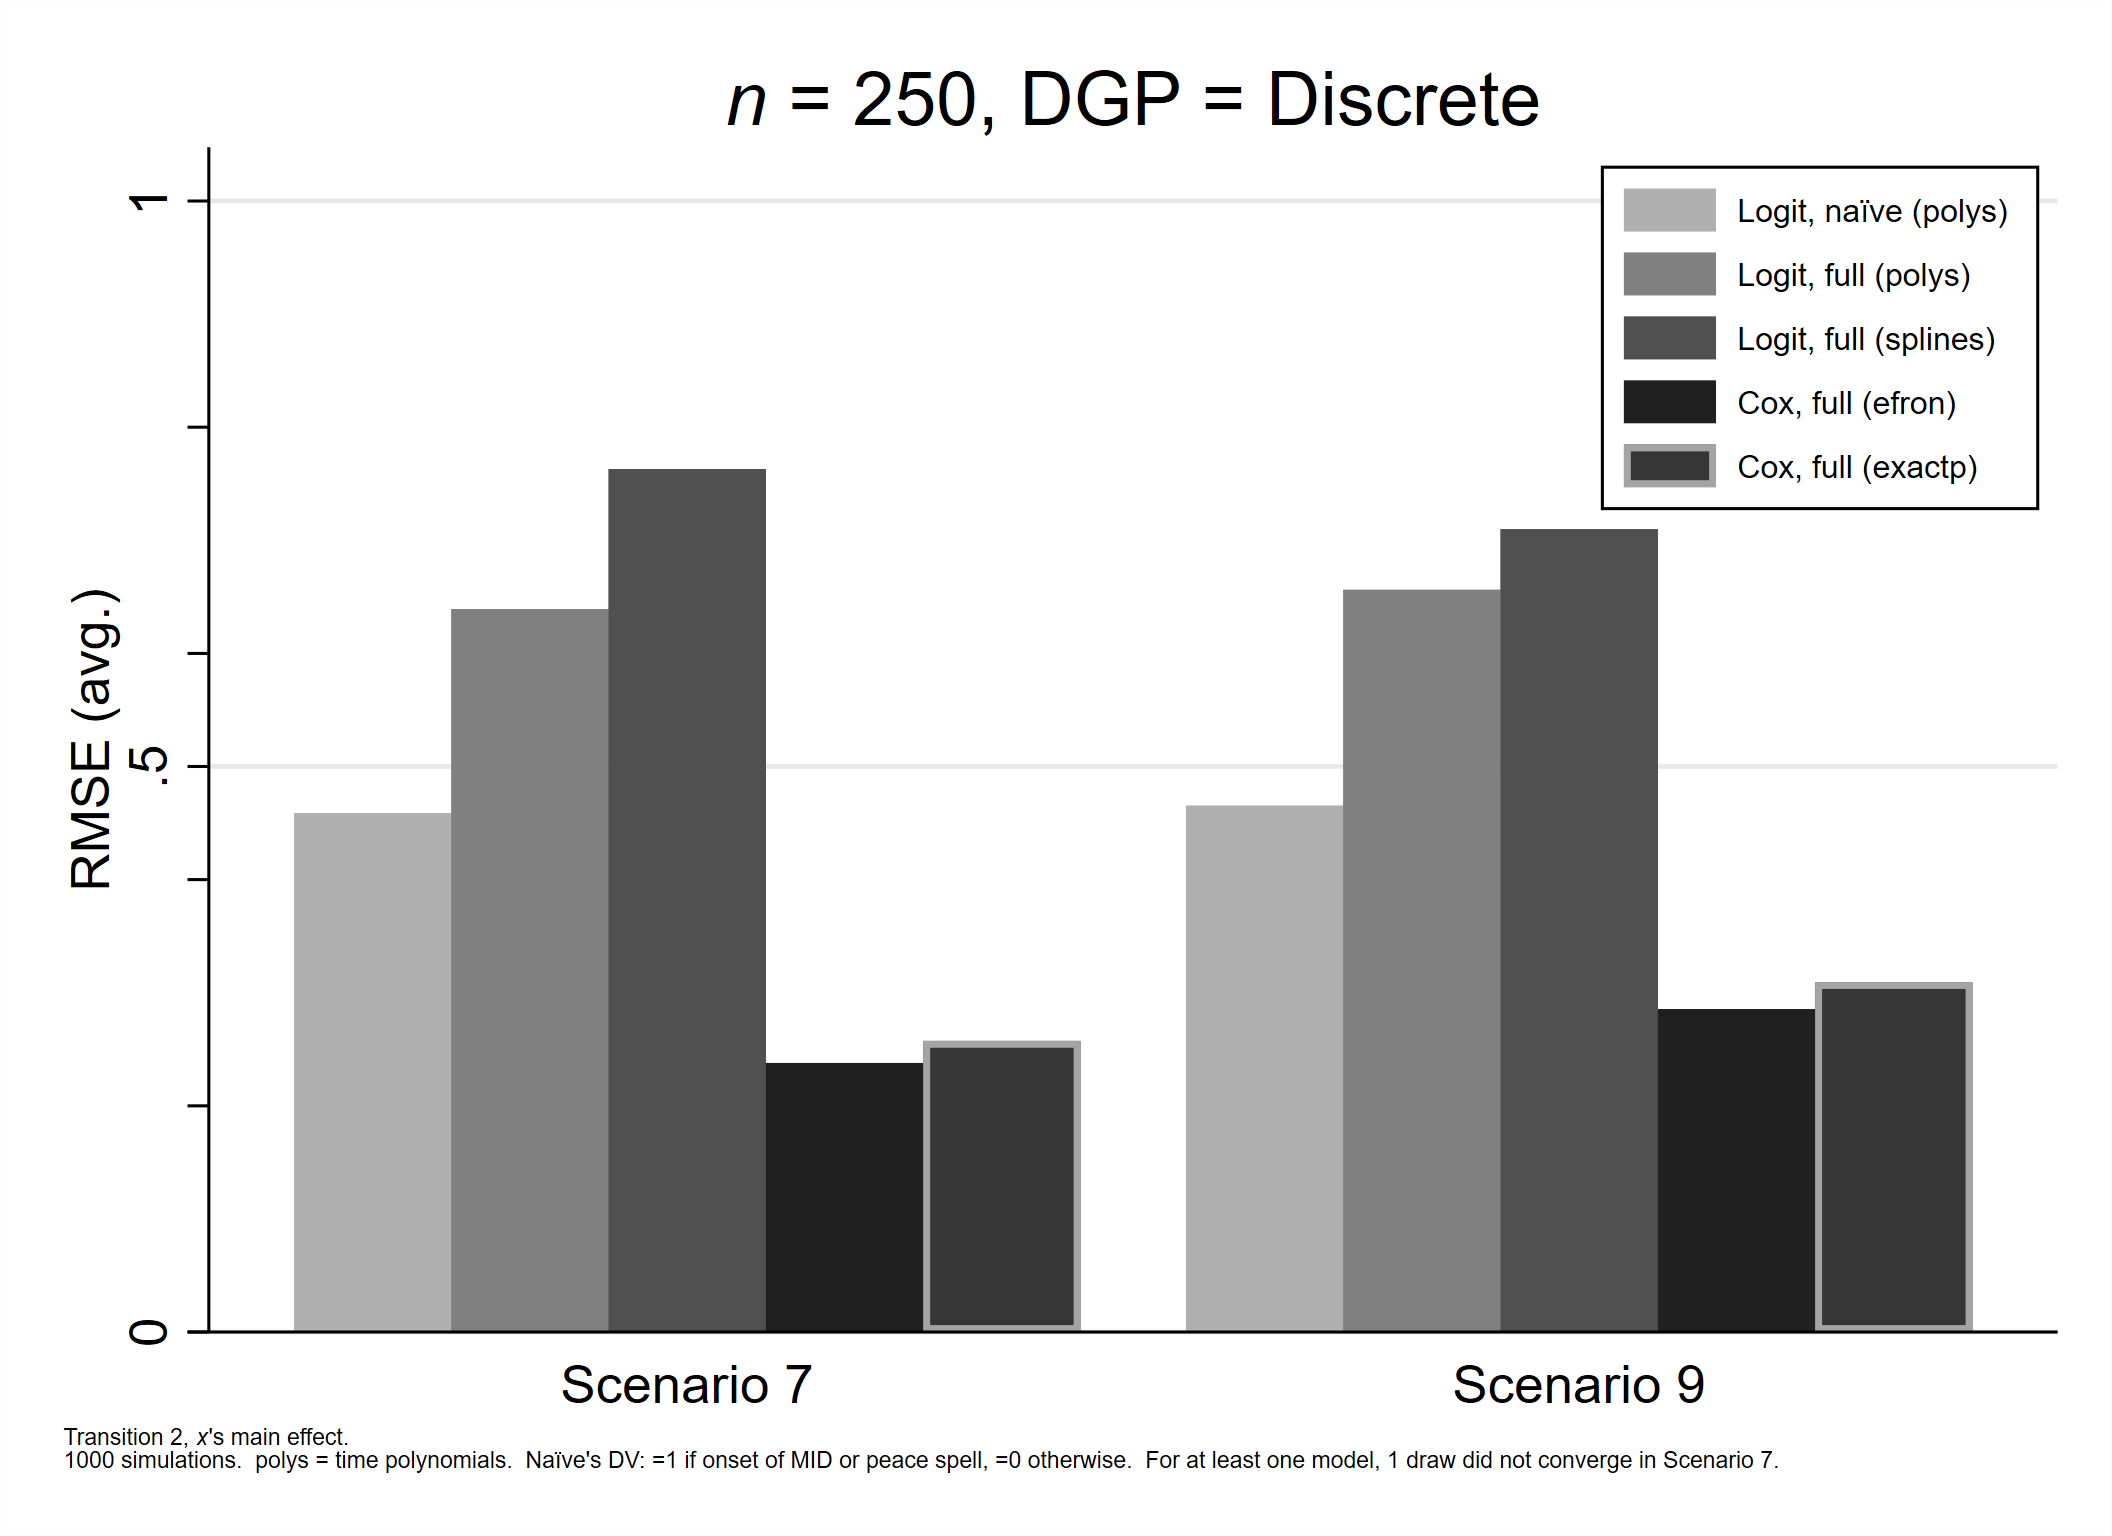 n = 250, DGP = Discrete
1
.5
0
RMSE (avg.)
Logit, naïve (polys)
Logit, full (polys)
Logit, full (splines)
Cox, full (efron)
Cox, full (exactp)
Scenario 7
Scenario 9
Transition 2, x's main effect.
1000 simulations.  polys = time polynomials.  Naïve's DV: =1 if onset of MID or peace spell, =0 otherwise.  For at least one model, 1 draw did not converge in Scenario 7.